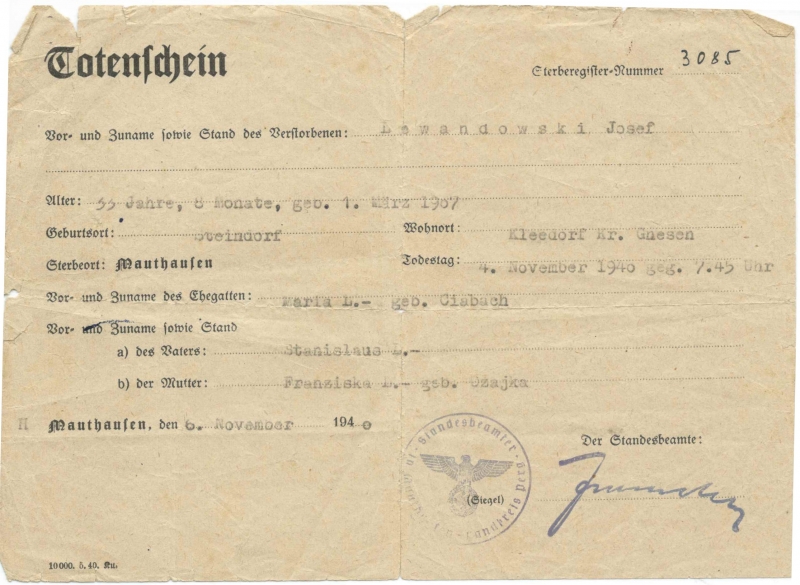 Totenschein
Sterberegister-Nummer 3085
Vor- und Zuname sowie Stand des Verstorbenen: Lewandowski Josef
Alter: 33 Jahre, 8 Monate, geb. 1. März 1907
Geburtsort: Steindorf Wohnort: Kleedorf Kr. Gnesen -
Sterbeort: Mauthausen Todestag: 4. November 1940 geg. 7.45 Uhr
Vor- und Zuname des Ehegatten: Maria L.- geb. Cisbach
Vor- und Zuname sowie Stand
a) des Vaters: Stanislaus L.-
b) der Mutter: Franziska L.- geb. Ozajka
H Mauthausen, den 6. November 1940
Der Standesbeamte:
Standesbeamter
(Siegel)
10000. 5. 40. Ku.